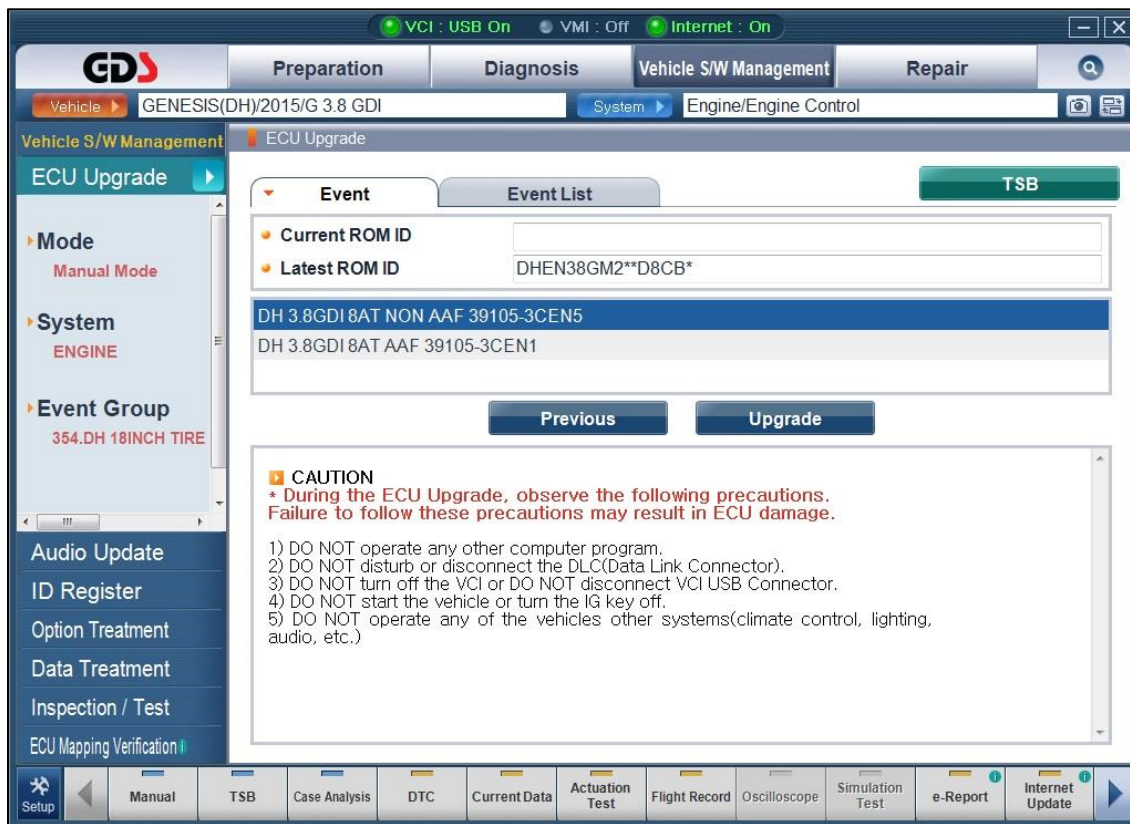 VCI : USB On VMI : Off Internet : On
GDS Preparation Diagnosis Vehicle S/W Management Repair
Vehicle GENESIS(DH)/2015/G 3.8 GDI System Engine/Engine Control
Vehicle S/W Management
ECU Upgrade
ECU Upgrade
Mode
Manual Mode
System
ENGINE
Event Group
354.DH 18INCH TIRE
Audio Update
ID Register
Option Treatment
Data Treatment
Inspection / Test
ECU Mapping Verification i
Event Event List TSB
Current ROM ID
Latest ROM ID DHEN38GM2**D8CB*
DH 3.8GDI 8AT NON AAF 39105-3CEN5
DH 3.8GDI 8AT AAF 39105-3CEN1
Previous Upgrade
CAUTION
* During the ECU Upgrade, observe the following precautions.
Failure to follow these precautions may result in ECU damage.
1) DO NOT operate any other computer program.
2) DO NOT disturb or disconnect the DLC(Data Link Connector).
3) DO NOT turn off the VCI or DO NOT disconnect VCI USB Connector.
4) DO NOT start the vehicle or turn the IG key off.
5) DO NOT operate any of the vehicles other systems(climate control, lighting,
audio, etc.)
Setup Manual TSB Case Analysis DTC Current Data Actuation Test Flight Record Oscilloscope Simulation Test e-Report i Internet Update i